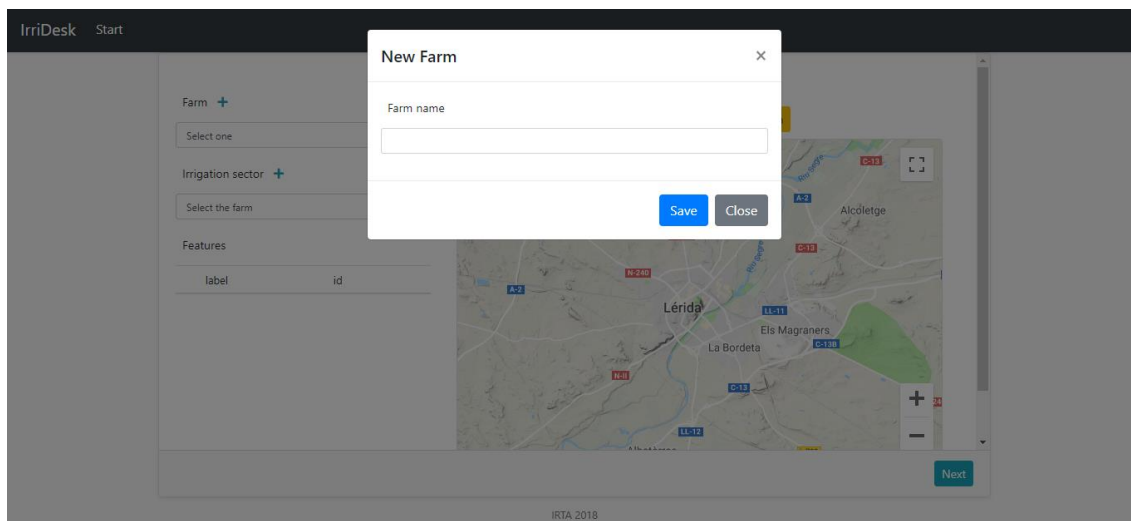 IrriDesk Start
New Farm ×
Farm name
Save Close
Farm +
Select one
Irrigation sector +
Select the farm
Features
label id
C-13
A-2
Alcoletge
C-13
N-240
A-2
Lérida
LL-11
Els Magraners
La Bordeta
C-13B
N-II
C-13
LL-12
Next
IRTA 2018